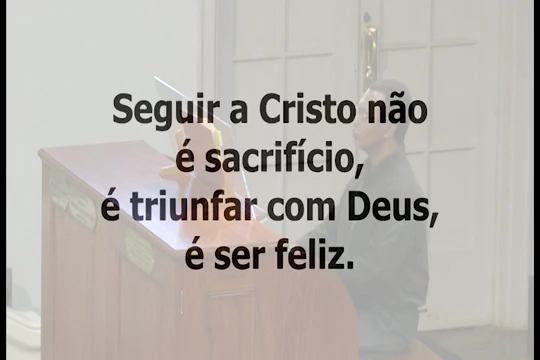 Seguir a Cristo não
é sacrifício,
é triunfar com Deus,
é ser feliz.